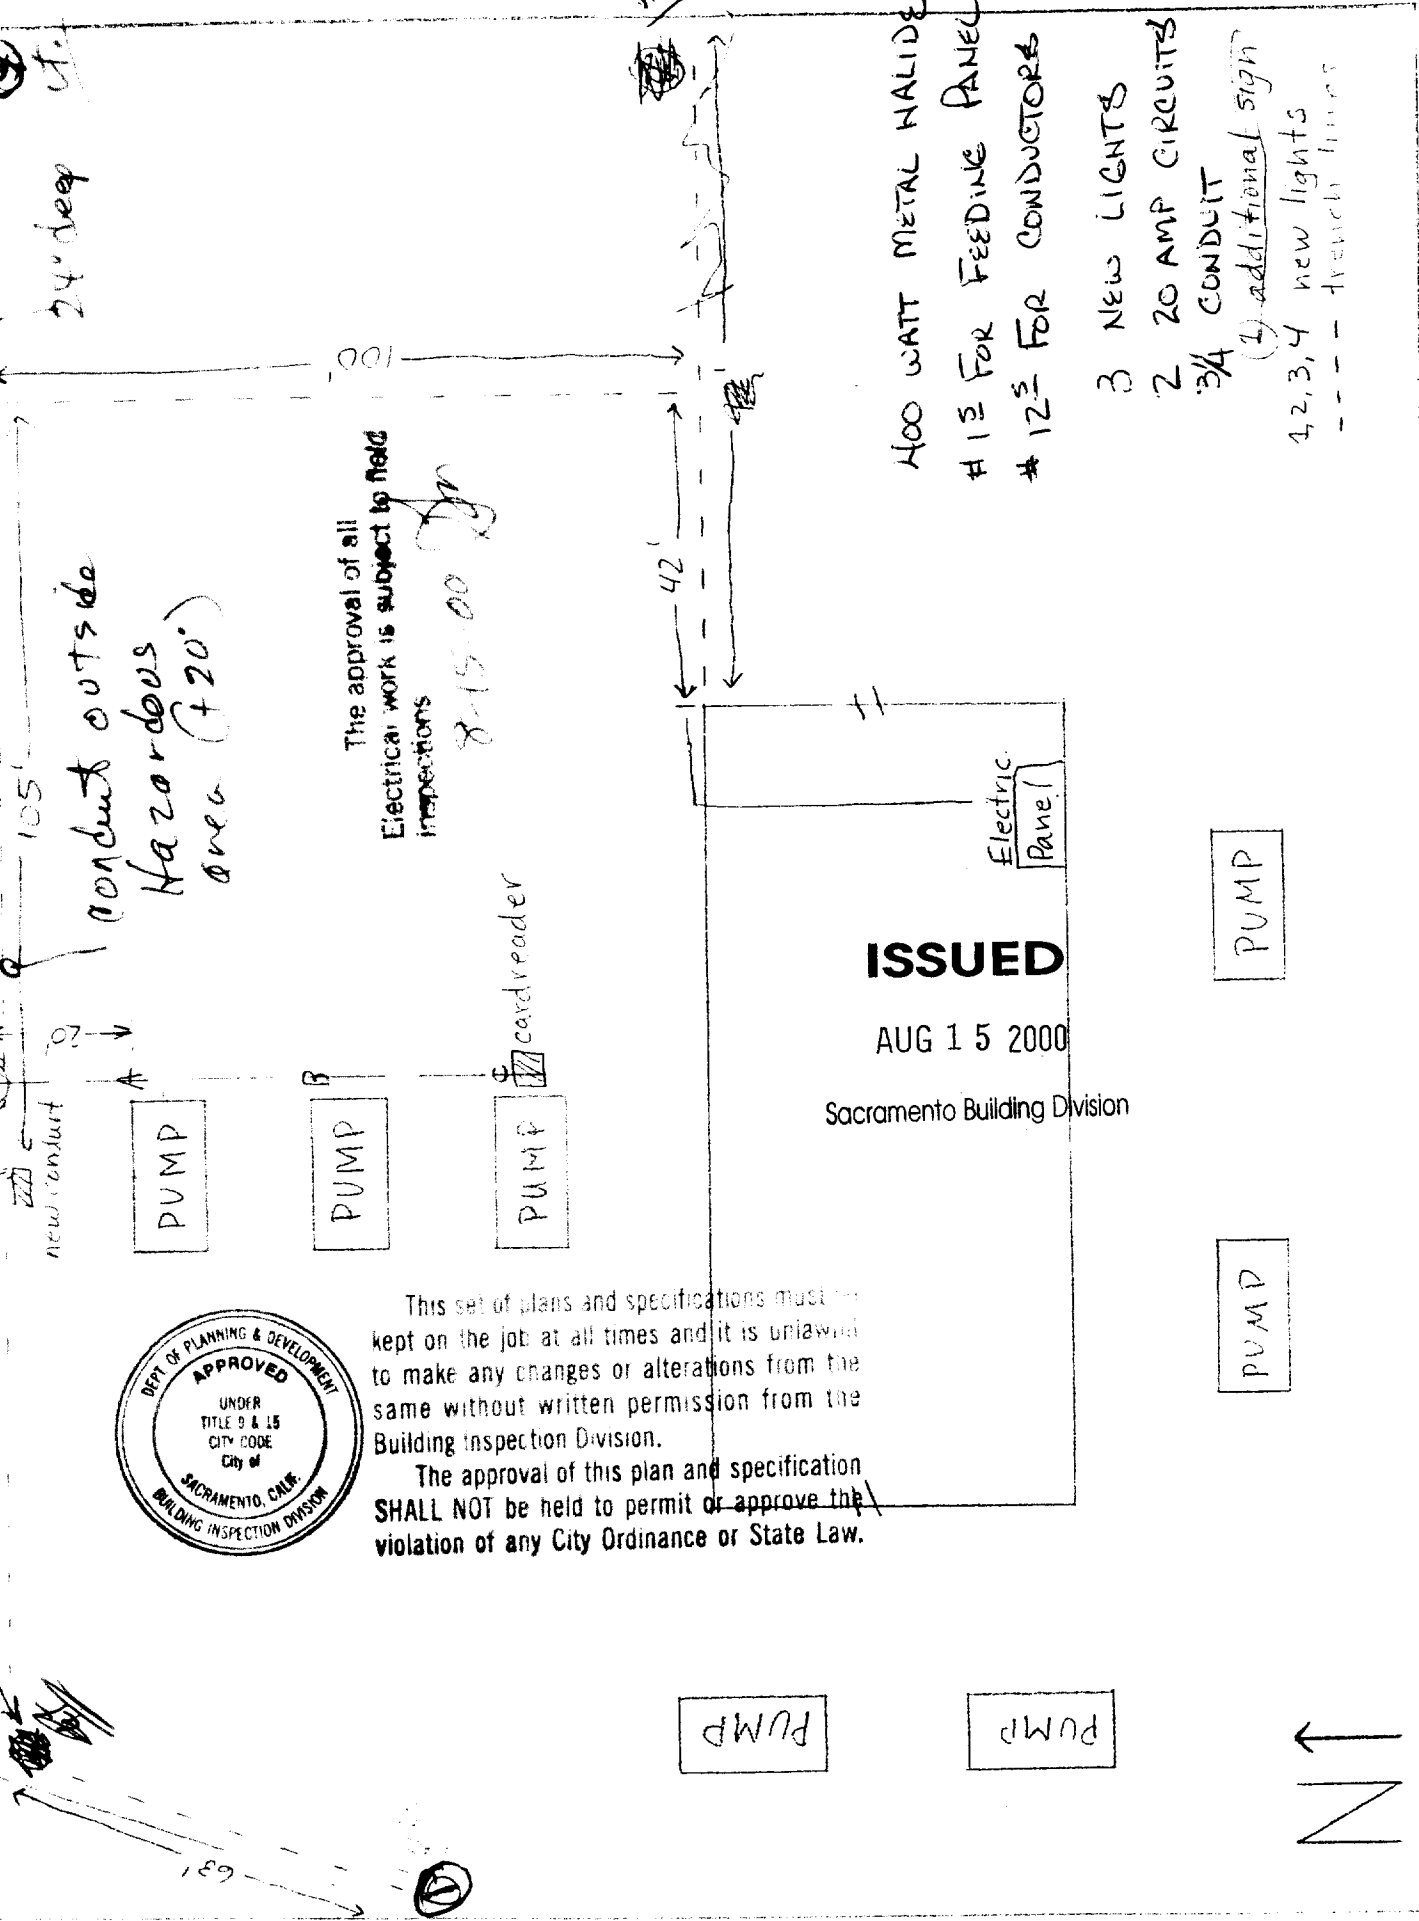 24" deep
100'
105'
conduit outside
Hazardous
area (+20')
The approval of all
Electrical work is subject to field
inspections
8-15-00
42'
400 WATT METAL HALIDE
#1S FOR FEEDING PANEL
#12S FOR CONDUCTORS
3 NEW LIGHTS
2 20 AMP CIRCUITS
3/4 CONDUIT
(1) additional sign
1,2,3,4 new lights
---- trench lines
Electric
Panel
ISSUED
AUG 15 2000
Sacramento Building Division
20'
A
B
C
cardreader
new conduit
PUMP
PUMP
PUMP
PUMP
PUMP
DEPT OF PLANNING & DEVELOPMENT
APPROVED
UNDER
TITLE 9 & 15
CITY CODE
City of
SACRAMENTO, CALIF.
BUILDING INSPECTION DIVISION
This set of plans and specifications must
kept on the job at all times and it is unlawful
to make any changes or alterations from the
same without written permission from the
Building Inspection Division.
The approval of this plan and specification
SHALL NOT be held to permit or approve the
violation of any City Ordinance or State Law.
PUMP
PUMP
63'
1
N